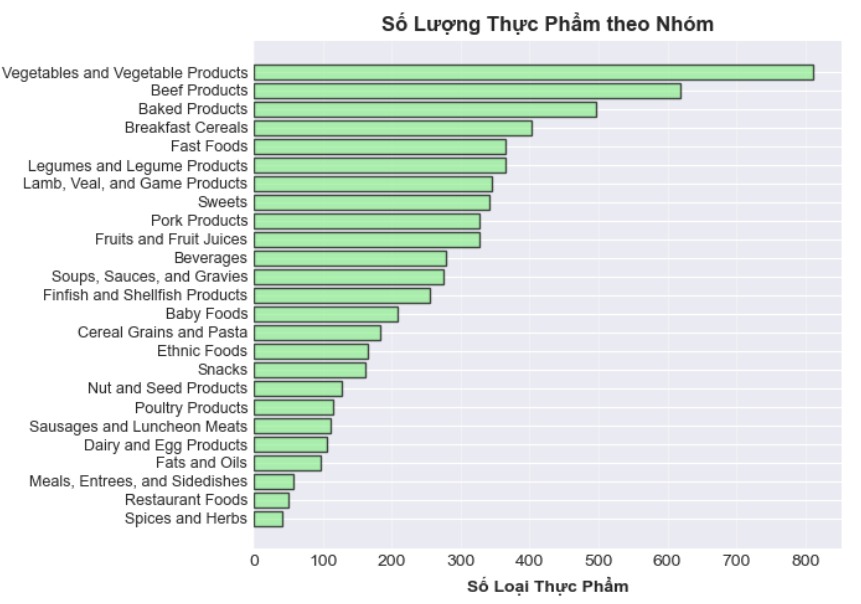 Số Lượng Thực Phẩm theo Nhóm
Vegetables and Vegetable Products
Beef Products
Baked Products
Breakfast Cereals
Fast Foods
Legumes and Legume Products
Lamb, Veal, and Game Products
Sweets
Pork Products
Fruits and Fruit Juices
Beverages
Soups, Sauces, and Gravies
Finfish and Shellfish Products
Baby Foods
Cereal Grains and Pasta
Ethnic Foods
Snacks
Nut and Seed Products
Poultry Products
Sausages and Luncheon Meats
Dairy and Egg Products
Fats and Oils
Meals, Entrees, and Sidedishes
Restaurant Foods
Spices and Herbs
0 100 200 300 400 500 600 700 800
Số Loại Thực Phẩm